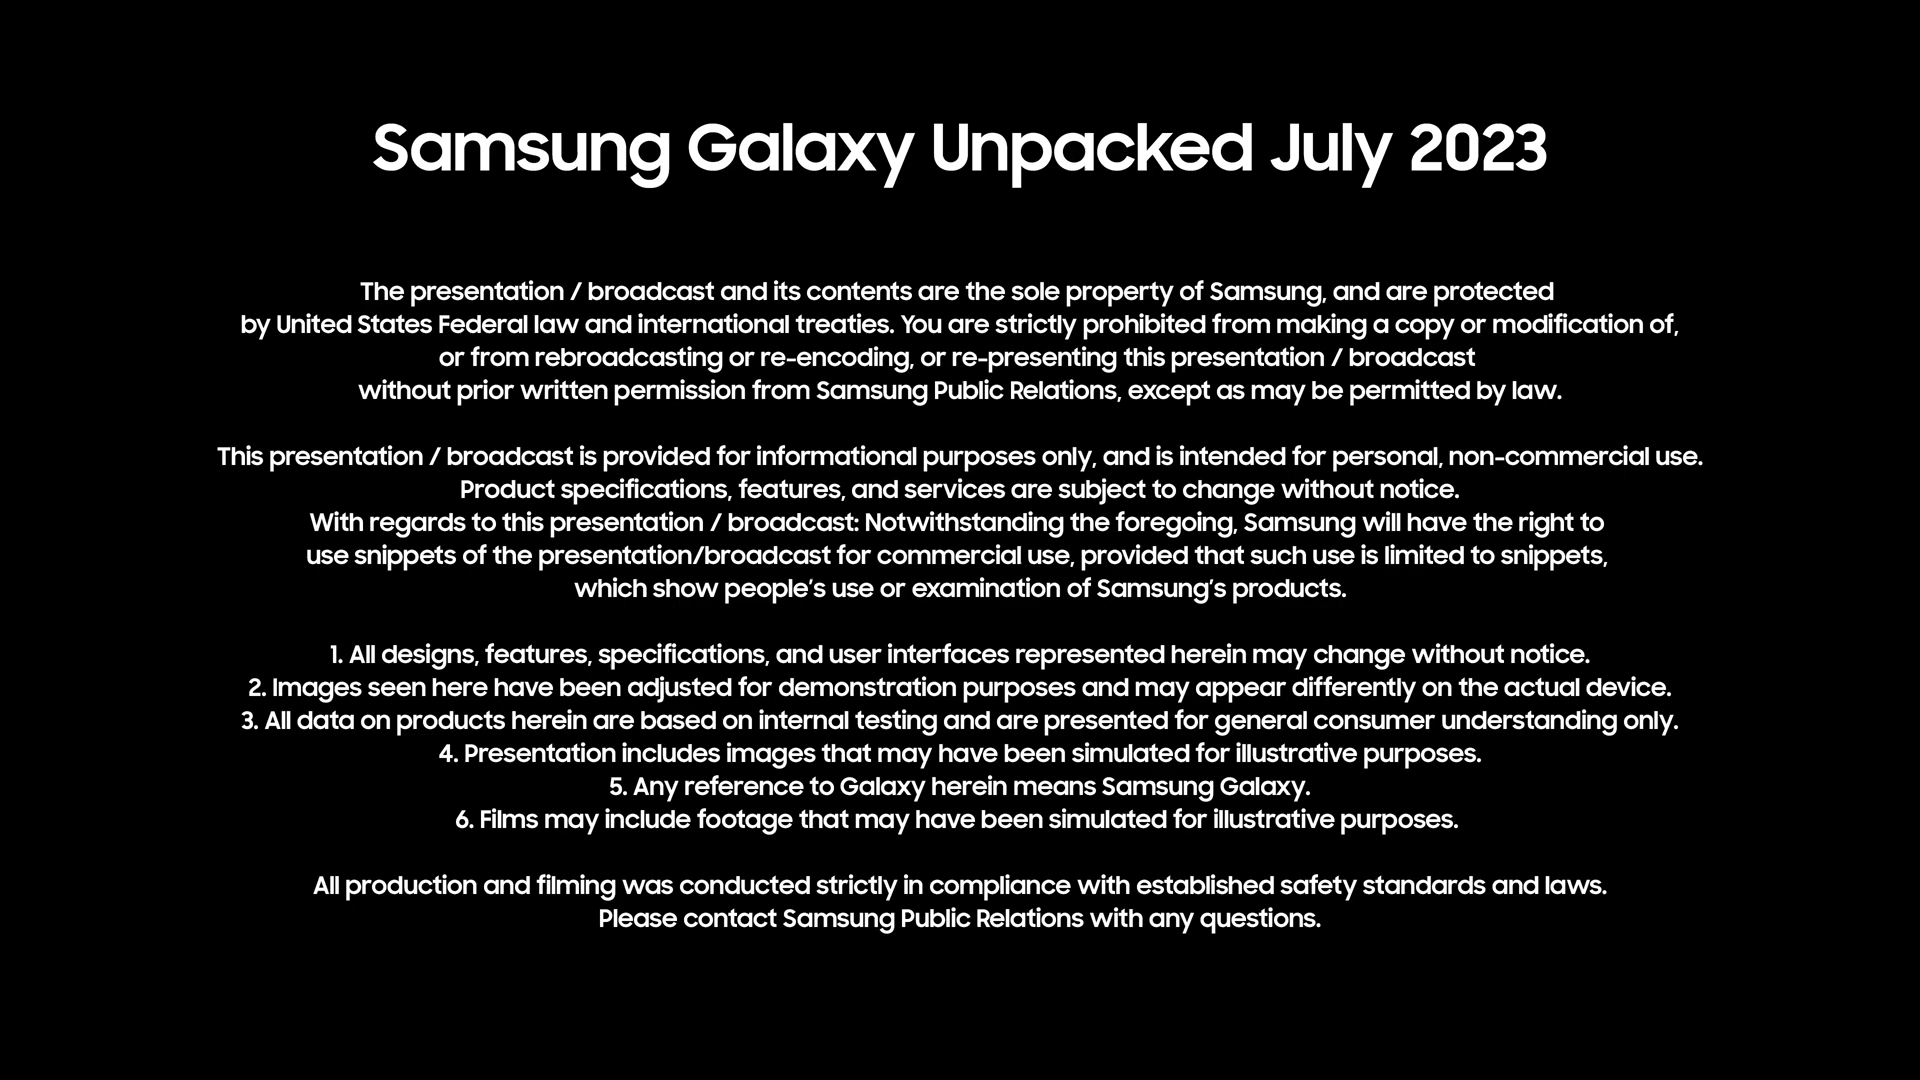 Samsung Galaxy Unpacked July 2023
The presentation / broadcast and its contents are the sole property of Samsung, and are protected
by United States Federal law and international treaties. You are strictly prohibited from making a copy or modification of,
or from rebroadcasting or re-encoding, or re-presenting this presentation / broadcast
without prior written permission from Samsung Public Relations, except as may be permitted by law.
This presentation / broadcast is provided for informational purposes only, and is intended for personal, non-commercial use.
Product specifications, features, and services are subject to change without notice.
With regards to this presentation / broadcast: Notwithstanding the foregoing, Samsung will have the right to
use snippets of the presentation/broadcast for commercial use, provided that such use is limited to snippets,
which show people's use or examination of Samsung's products.
1. All designs, features, specifications, and user interfaces represented herein may change without notice.
2. Images seen here have been adjusted for demonstration purposes and may appear differently on the actual device.
3. All data on products herein are based on internal testing and are presented for general consumer understanding only.
4. Presentation includes images that may have been simulated for illustrative purposes.
5. Any reference to Galaxy herein means Samsung Galaxy.
6. Films may include footage that may have been simulated for illustrative purposes.
All production and filming was conducted strictly in compliance with established safety standards and laws.
Please contact Samsung Public Relations with any questions.